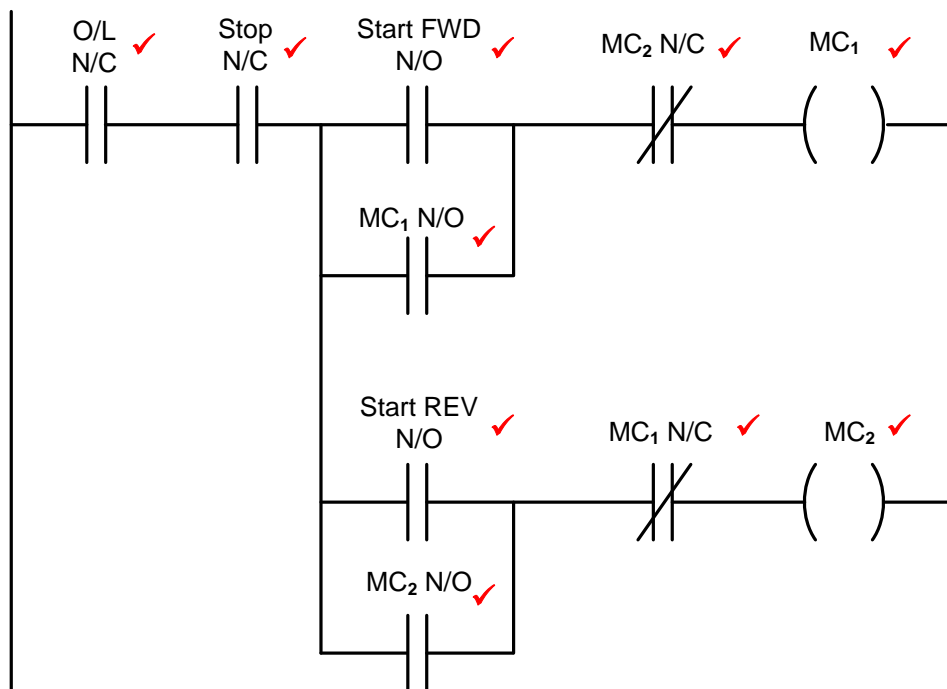 O/L
N/C
Stop
N/C
Start FWD
N/O
MC₂ N/C
MC₁
MC₁ N/O
Start REV
N/O
MC₁ N/C
MC₂
MC₂ N/O